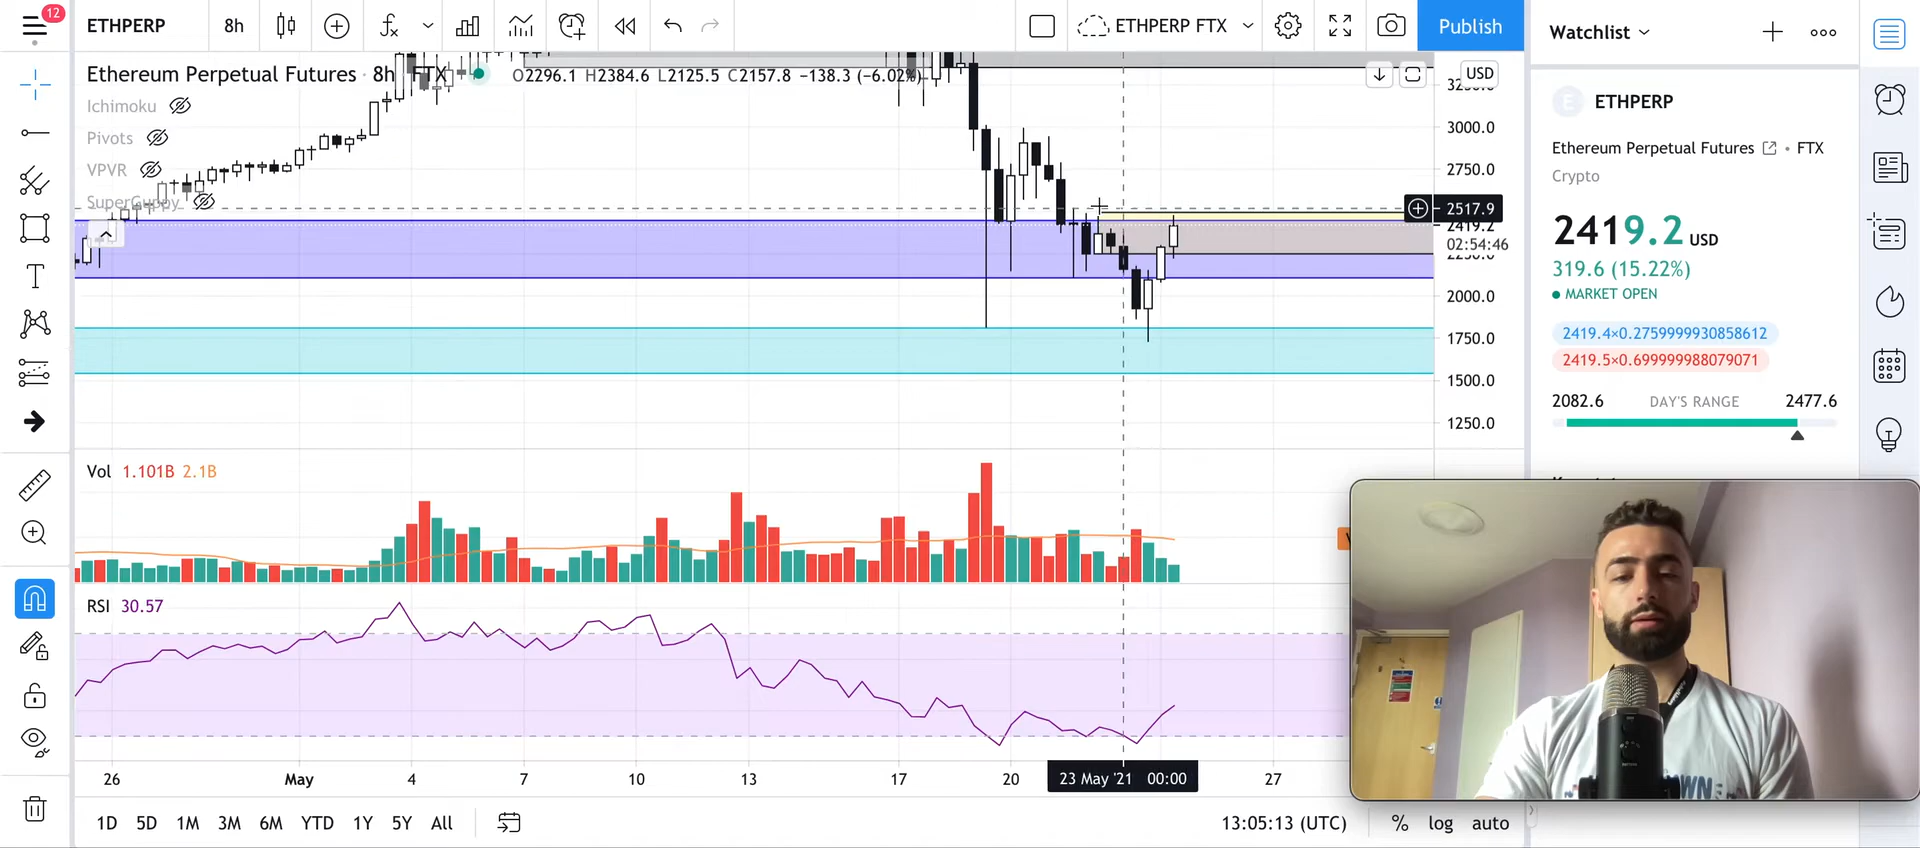 12
ETHPERP
8h
ETHPERP FTX
Publish
Watchlist
Ethereum Perpetual Futures · 8h · FTX
O2296.1 H2384.6 L2125.5 C2157.8 −138.3 (−6.02%)
USD
Ichimoku
Pivots
VPVR
SuperGuppy
3000.0
2750.0
2517.9
2419.2
02:54:46
2250.0
2000.0
1750.0
1500.0
1250.0
Vol 1.101B 2.1B
RSI 30.57
26
May
4
7
10
13
17
20
23 May '21 00:00
27
1D
5D
1M
3M
6M
YTD
1Y
5Y
All
13:05:13 (UTC)
%
log
auto
E
ETHPERP
Ethereum Perpetual Futures • FTX
Crypto
2419.2 USD
319.6 (15.22%)
MARKET OPEN
2419.4×0.2759999930858612
2419.5×0.699999988079071
2082.6
DAY'S RANGE
2477.6